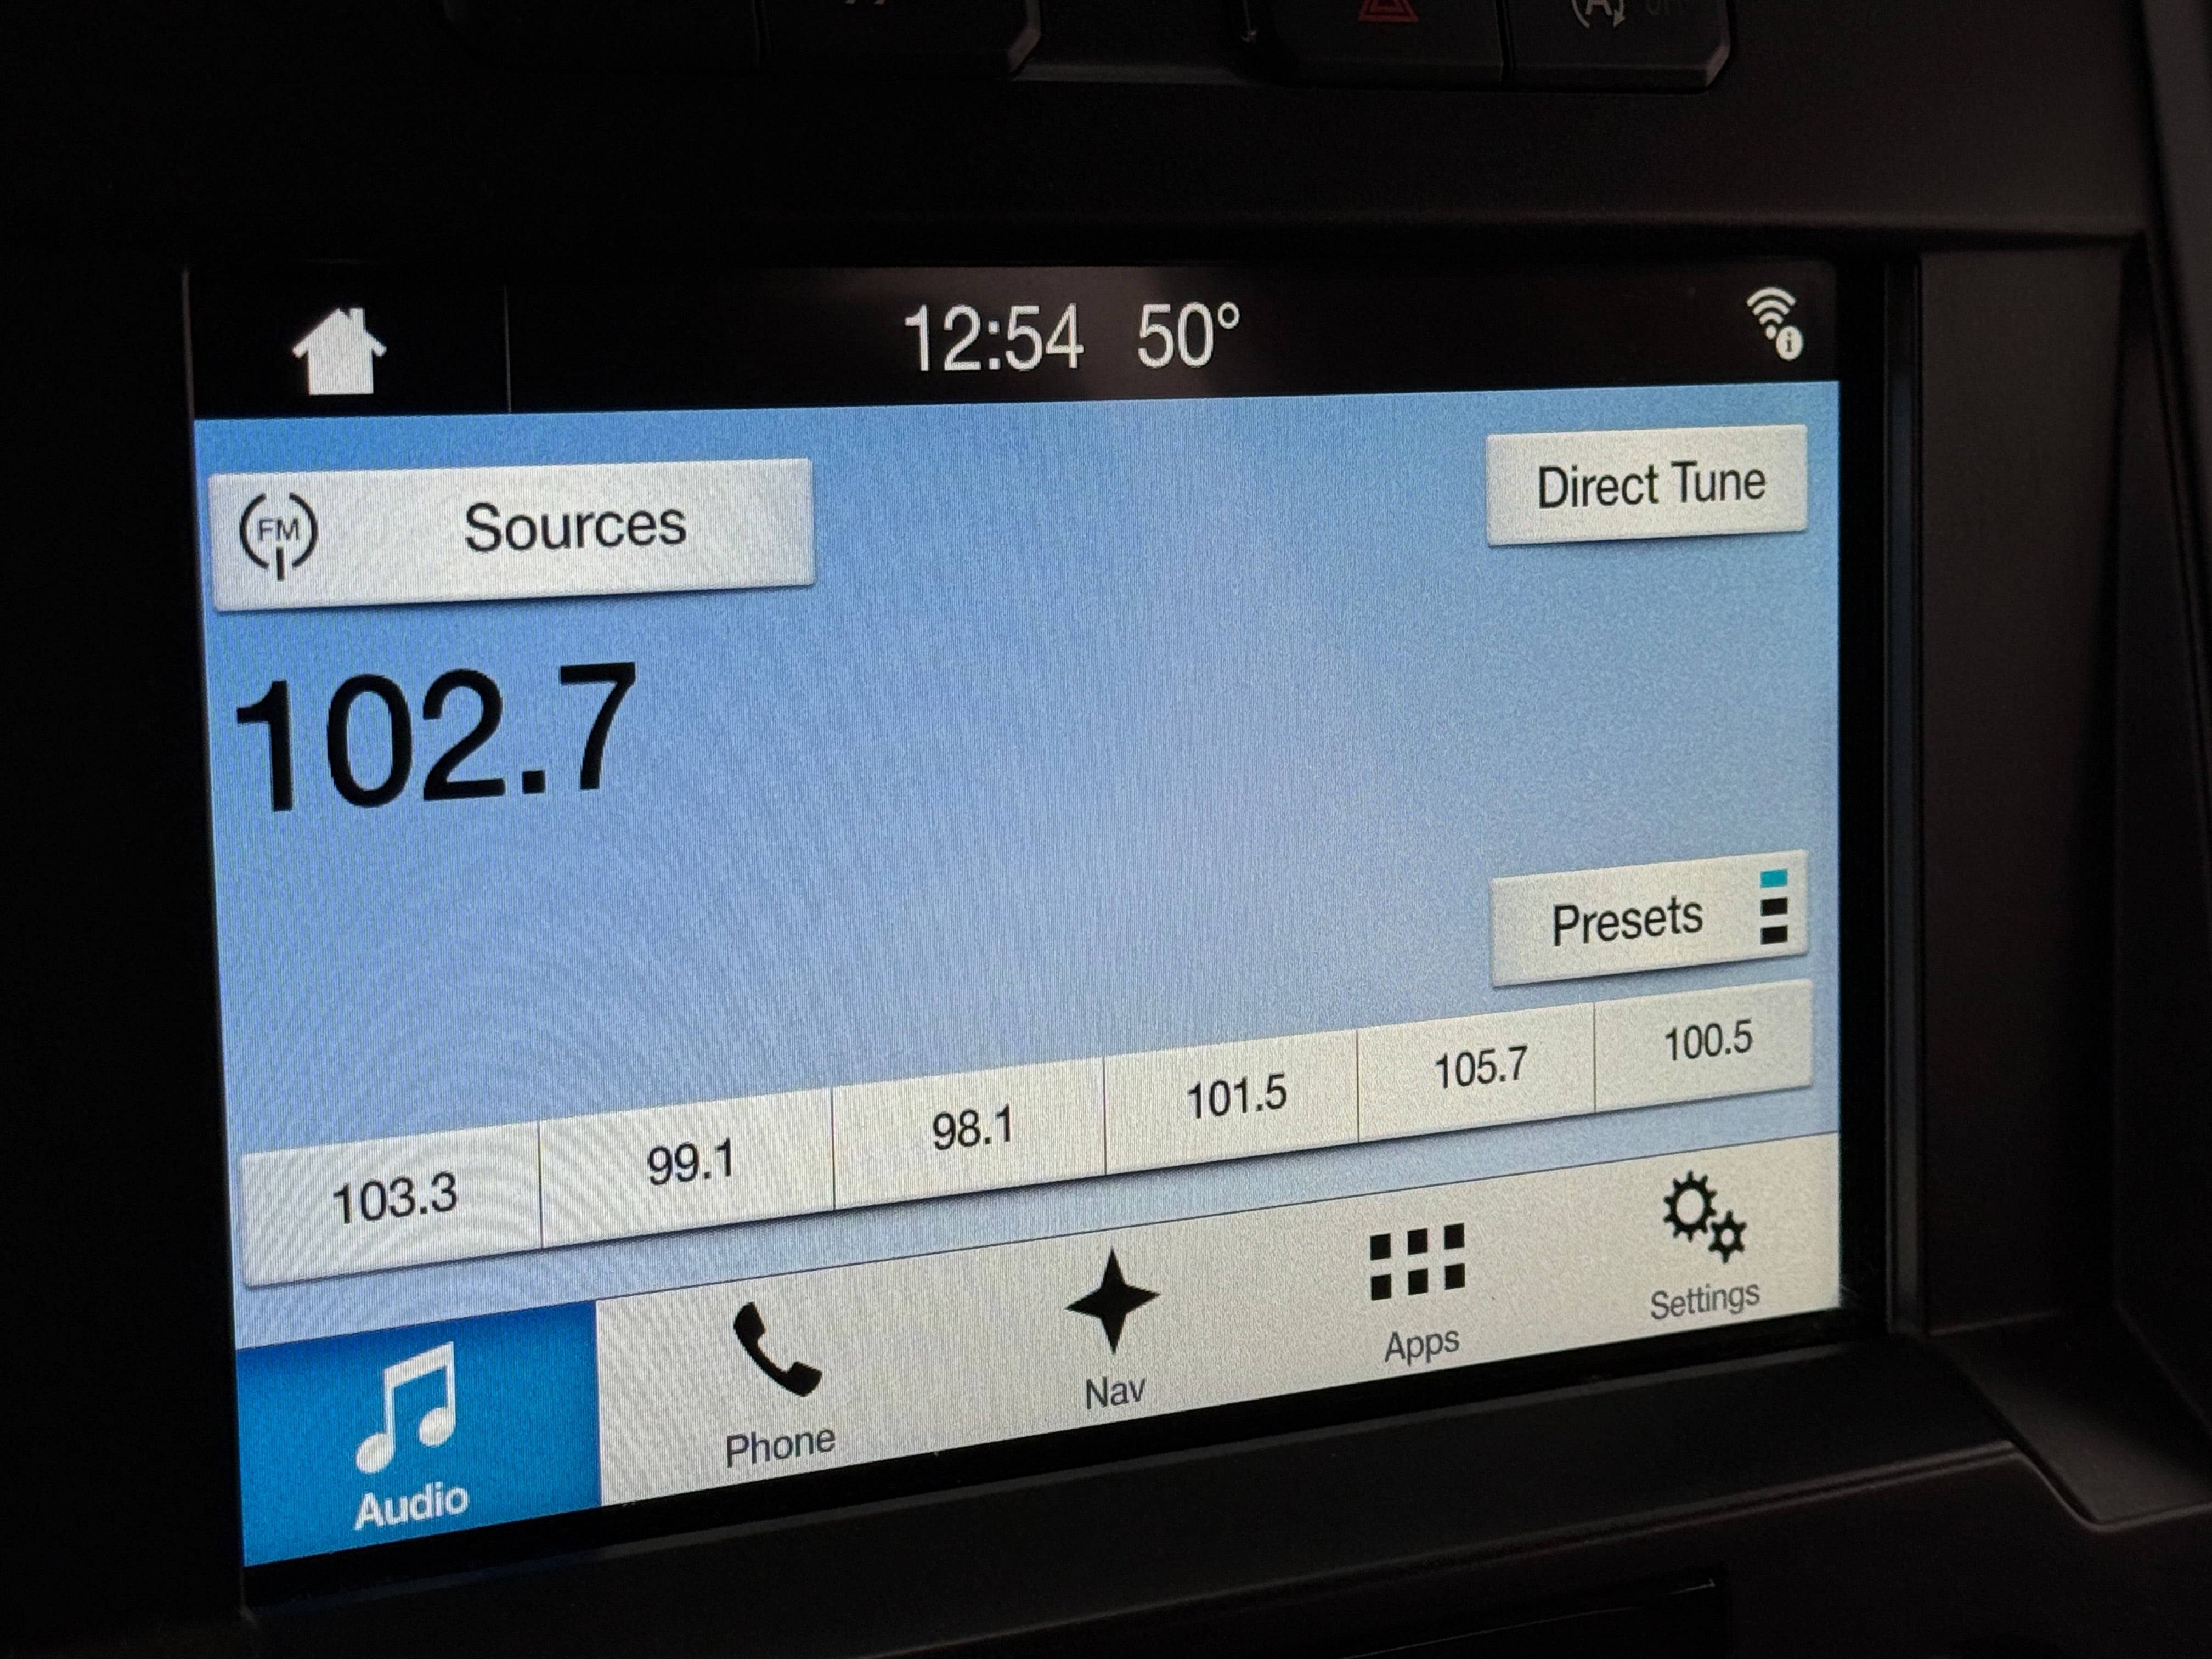 12:54 50°
FM Sources
Direct Tune
102.7
Presets
103.3 99.1 98.1 101.5 105.7 100.5
Audio Phone Nav Apps Settings